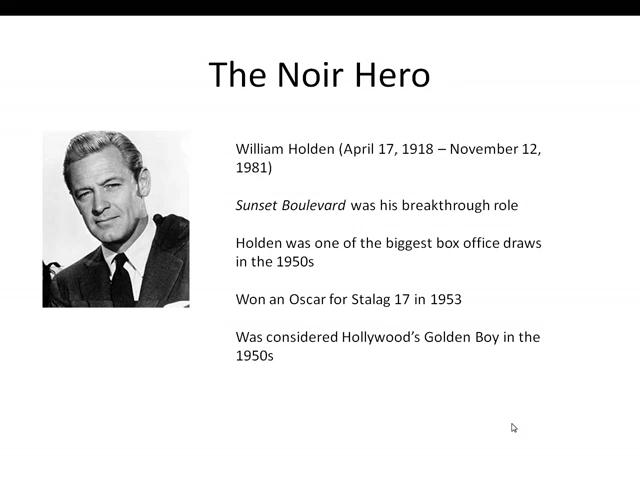 The Noir Hero
William Holden (April 17, 1918 – November 12,
1981)
Sunset Boulevard was his breakthrough role
Holden was one of the biggest box office draws
in the 1950s
Won an Oscar for Stalag 17 in 1953
Was considered Hollywood’s Golden Boy in the
1950s